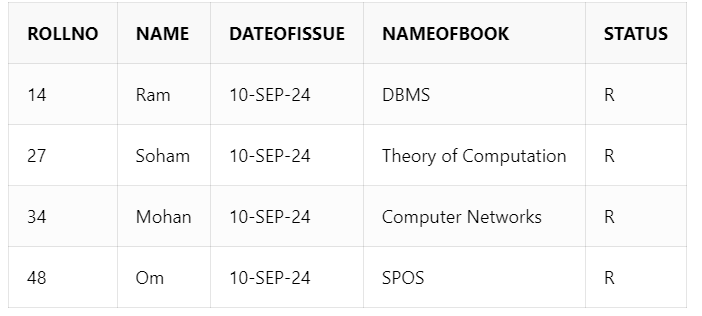 ROLLNO NAME DATEOFISSUE NAMEOFBOOK STATUS
14 Ram 10-SEP-24 DBMS R
27 Soham 10-SEP-24 Theory of Computation R
34 Mohan 10-SEP-24 Computer Networks R
48 Om 10-SEP-24 SPOS R